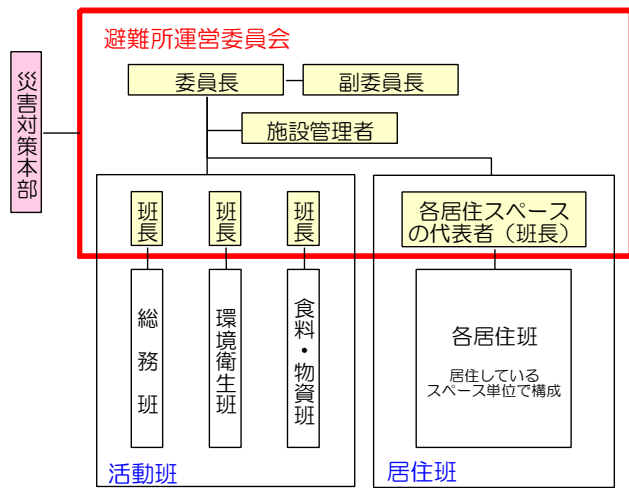 避難所運営委員会
災害対策本部
委員長
副委員長
施設管理者
班長
班長
班長
各居住スペース
の代表者（班長）
総務班
環境衛生班
食料・物資班
各居住班
居住している
スペース単位で構成
活動班
居住班